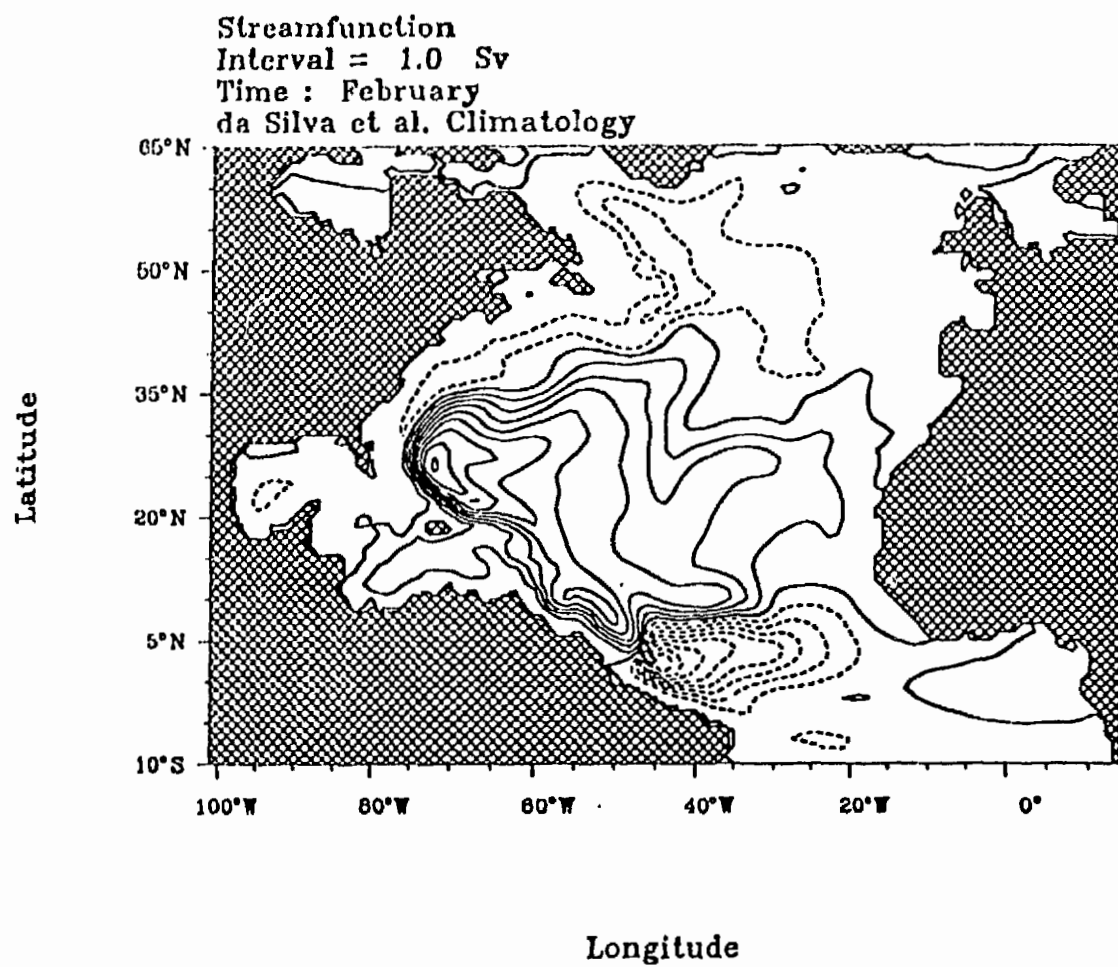 Streamfunction
Interval = 1.0 Sv
Time : February
da Silva et al. Climatology
65°N
50°N
35°N
20°N
5°N
10°S
Latitude
100°W
80°W
60°W
40°W
20°W
0°
Longitude